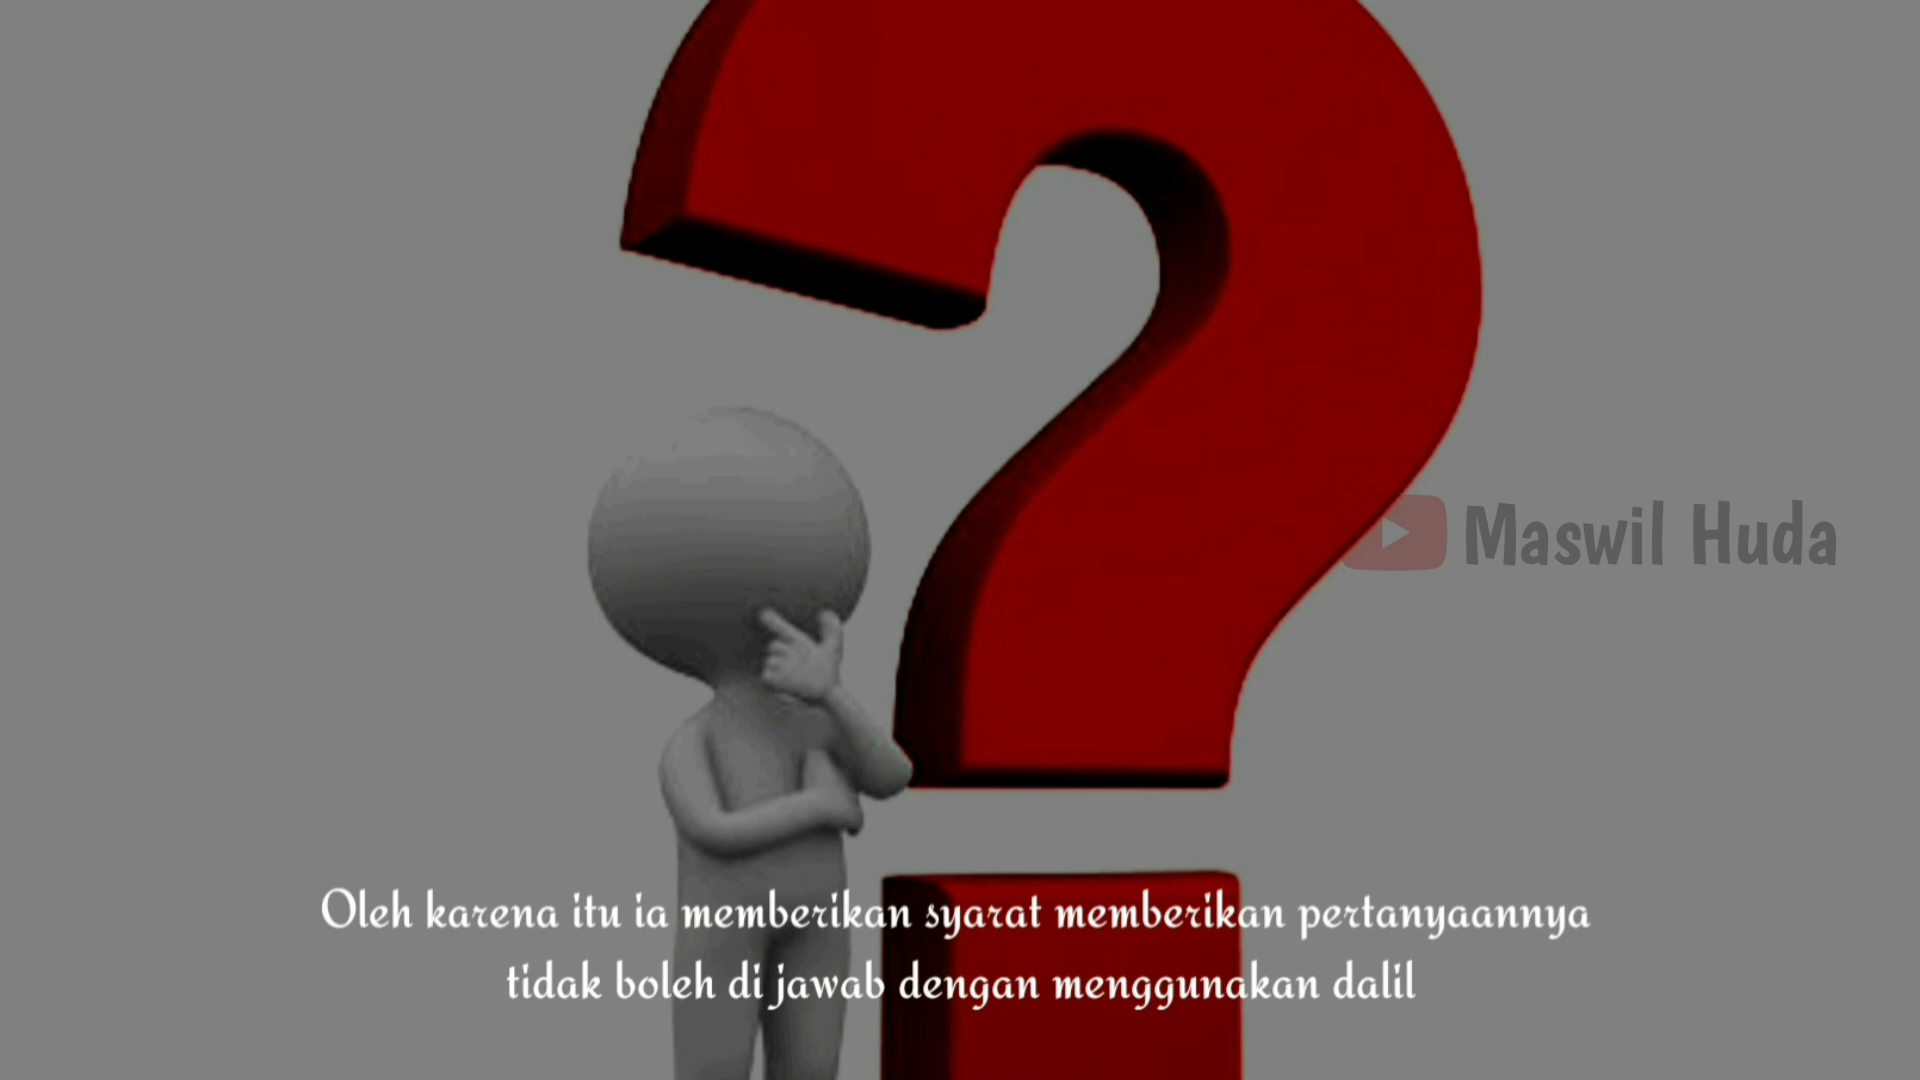 Maswil Huda
Oleh karena itu ia memberikan syarat memberikan pertanyaannya
tidak boleh di jawab dengan menggunakan dalil